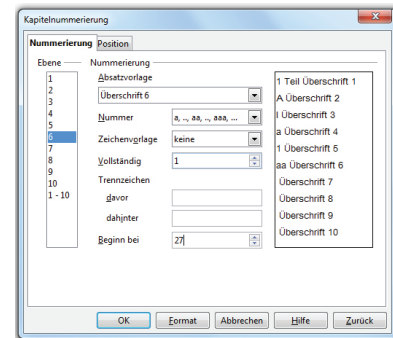 Kapitelnummerierung
Nummerierung Position
Ebene Nummerierung
1
2
3
4
5
6
7
8
9
10
1 - 10
Absatzvorlage
Überschrift 6
Nummer a, .., aa, .., aaa, ...
Zeichenvorlage keine
Vollständig 1
Trennzeichen
davor
dahinter
Beginn bei 27
1 Teil Überschrift 1
A Überschrift 2
I Überschrift 3
a Überschrift 4
1 Überschrift 5
aa Überschrift 6
Überschrift 7
Überschrift 8
Überschrift 9
Überschrift 10
OK Format Abbrechen Hilfe Zurück